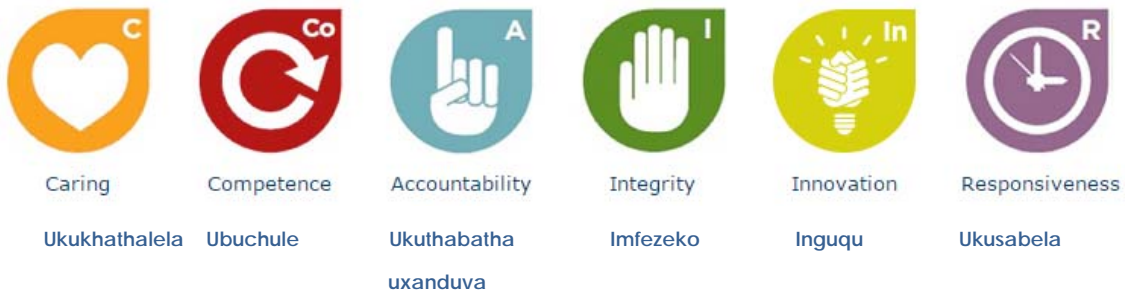 C Co A I In R
Caring Competence Accountability Integrity Innovation Responsiveness
Ukukhathalela Ubuchule Ukuthabatha Imfezeko Inguqu Ukusabela
uxanduva